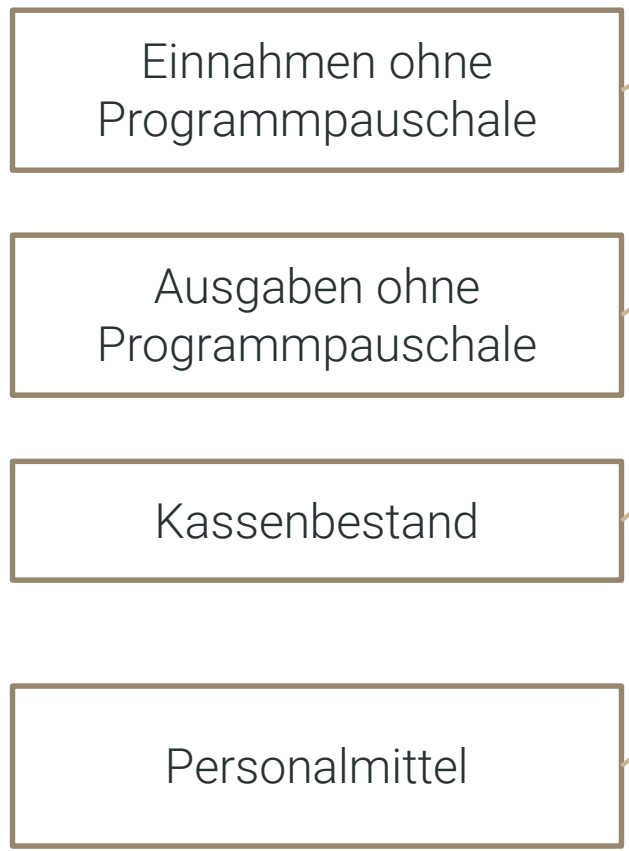 Einnahmen ohne
Programmpauschale
Ausgaben ohne
Programmpauschale
Kassenbestand
Personalmittel